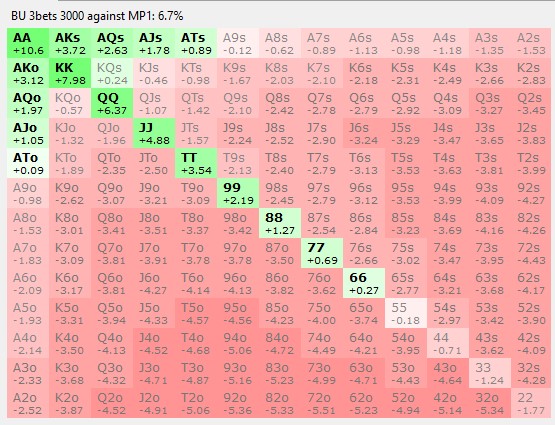 BU 3bets 3000 against MP1: 6.7%
AA AKs AQs AJs ATs A9s A8s A7s A6s A5s A4s A3s A2s
+10.6 +3.72 +2.63 +1.78 +0.89 -0.12 -0.62 -0.89 -1.13 -0.98 -1.18 -1.35 -1.53
AKo KK KQs KJs KTs K9s K8s K7s K6s K5s K4s K3s K2s
+3.12 +7.98 +0.24 -0.46 -0.98 -1.67 -2.03 -2.10 -2.18 -2.31 -2.49 -2.66 -2.83
AQo KQo QQ QJs QTs Q9s Q8s Q7s Q6s Q5s Q4s Q3s Q2s
+1.97 -0.57 +6.37 -1.07 -1.42 -2.10 -2.42 -2.78 -2.79 -2.92 -3.09 -3.27 -3.45
AJo KJo QJo JJ JTs J9s J8s J7s J6s J5s J4s J3s J2s
+1.05 -1.32 -1.96 +4.88 -1.57 -2.24 -2.52 -2.90 -3.24 -3.29 -3.47 -3.65 -3.83
ATo KTo QTo JTo TT T9s T8s T7s T6s T5s T4s T3s T2s
+0.09 -1.89 -2.35 -2.50 +3.54 -2.13 -2.40 -2.79 -3.13 -3.53 -3.63 -3.81 -3.99
A9o K9o Q9o J9o T9o 99 98s 97s 96s 95s 94s 93s 92s
-0.98 -2.62 -3.07 -3.21 -3.09 +2.19 -2.45 -2.79 -3.12 -3.53 -3.99 -4.09 -4.27
A8o K8o Q8o J8o T8o 98o 88 87s 86s 85s 84s 83s 82s
-1.53 -3.01 -3.41 -3.51 -3.37 -3.42 +1.27 -2.54 -2.84 -3.23 -3.69 -4.16 -4.26
A7o K7o Q7o J7o T7o 97o 87o 77 76s 75s 74s 73s 72s
-1.83 -3.09 -3.81 -3.91 -3.78 -3.78 -3.50 +0.69 -2.66 -3.02 -3.47 -3.95 -4.43
A6o K6o Q6o J6o T6o 96o 86o 76o 66 65s 64s 63s 62s
-2.09 -3.17 -3.81 -4.27 -4.14 -4.13 -3.82 -3.62 +0.27 -2.77 -3.21 -3.68 -4.17
A5o K5o Q5o J5o T5o 95o 85o 75o 65o 55 54s 53s 52s
-1.93 -3.31 -3.94 -4.33 -4.57 -4.56 -4.23 -4.00 -3.74 -0.18 -2.97 -3.42 -3.90
A4o K4o Q4o J4o T4o 94o 84o 74o 64o 54o 44 43s 42s
-2.14 -3.50 -4.13 -4.52 -4.68 -5.06 -4.72 -4.49 -4.21 -3.95 -0.71 -3.62 -4.09
A3o K3o Q3o J3o T3o 93o 83o 73o 63o 53o 43o 33 32s
-2.33 -3.68 -4.32 -4.71 -4.87 -5.16 -5.23 -4.99 -4.71 -4.43 -4.64 -1.24 -4.28
A2o K2o Q2o J2o T2o 92o 82o 72o 62o 52o 42o 32o 22
-2.52 -3.87 -4.52 -4.91 -5.06 -5.36 -5.33 -5.51 -5.23 -4.94 -5.14 -5.34 -1.77